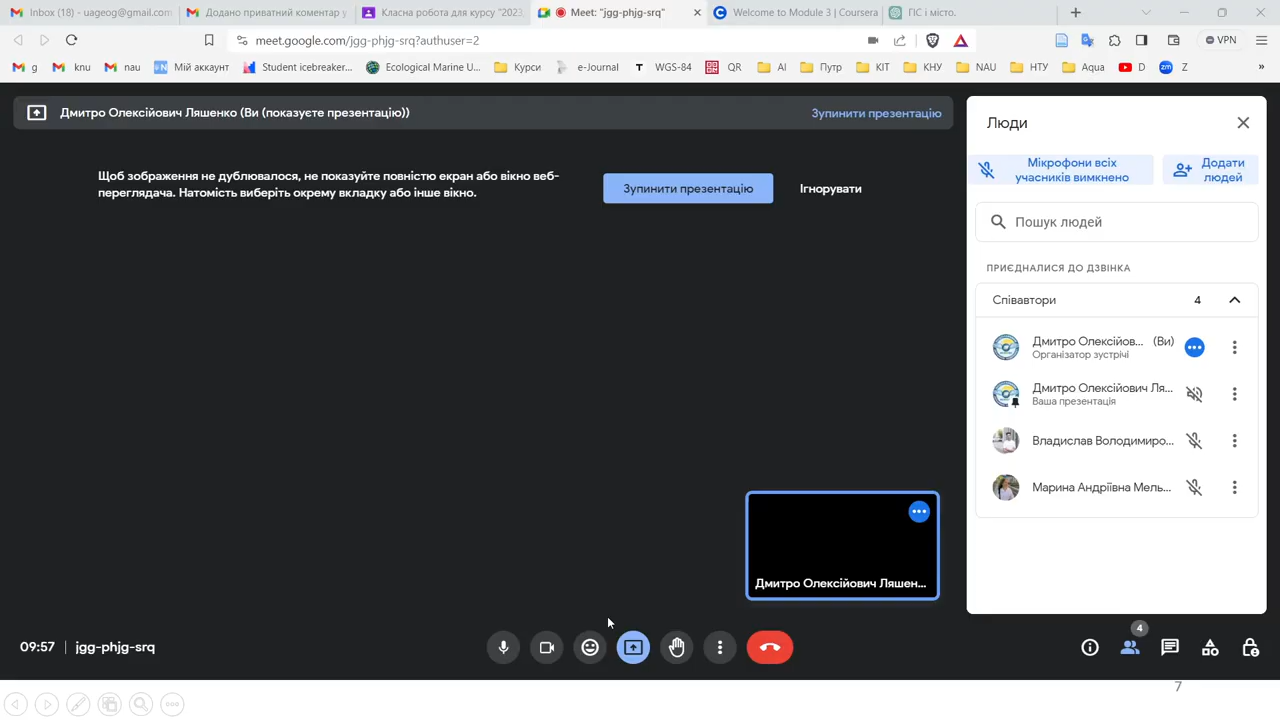 Inbox (18) - uageog@gmail.com
Додано приватний коментар у
Класна робота для курсу "2023,
Meet: "jgg-phjg-srq"
Welcome to Module 3 | Coursera
ПС і місто.
meet.google.com/jgg-phjg-srq?authuser=2
VPN
g
knu
nau
Мій аккаунт
Student icebreaker...
Ecological Marine U...
Курси
e-Journal
T WGS-84
QR
AI
Путр
КІТ
КНУ
NAU
НТУ
Aqua
D
zm Z
»
Дмитро Олексійович Ляшенко (Ви (показуєте презентацію))
Зупинити презентацію
Щоб зображення не дублювалося, не показуйте повністю екран або вікно веб-
переглядача. Натомість виберіть окрему вкладку або інше вікно.
Зупинити презентацію
Ігнорувати
Люди
Мікрофони всіх
учасників вимкнено
Додати
людей
Пошук людей
ПРИЄДНАЛИСЯ ДО ДЗВІНКА
Співавтори
4
Дмитро Олексійов... (Ви)
Організатор зустрічі
Дмитро Олексійович Ля...
Ваша презентація
Владислав Володимиро...
Марина Андріївна Мель...
Дмитро Олексійович Ляшен...
09:57 | jgg-phjg-srq
4
7